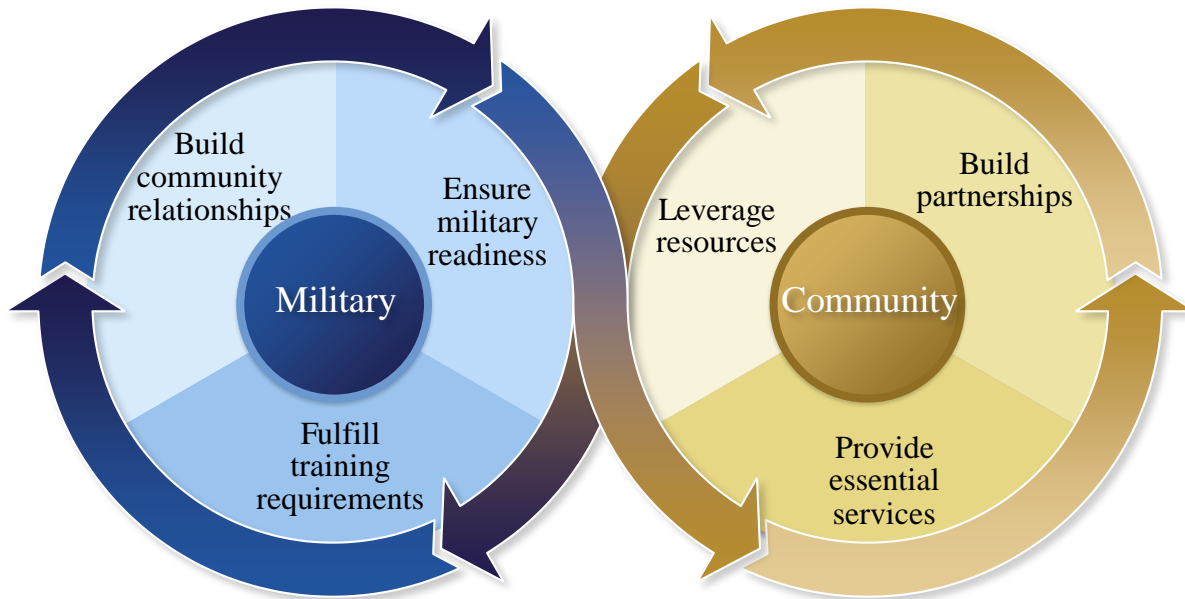 Build
community
relationships
Ensure
military
readiness
Military
Fulfill
training
requirements
Leverage
resources
Build
partnerships
Community
Provide
essential
services